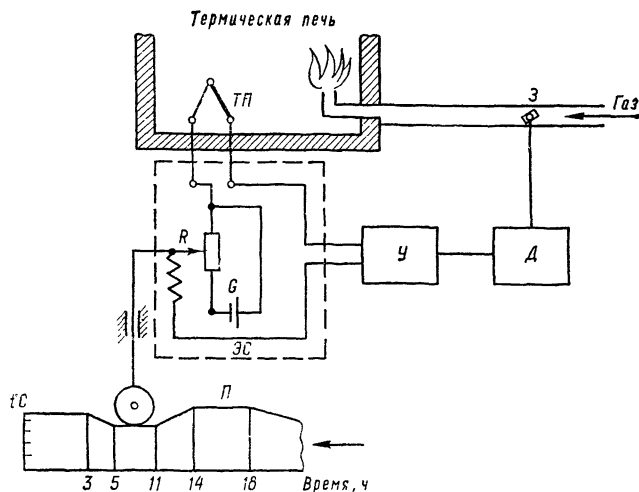 Термическая печь
ТП
З
Газ
R
G
У
Д
ЭС
t°C
П
3 5 11 14 18 Время, ч